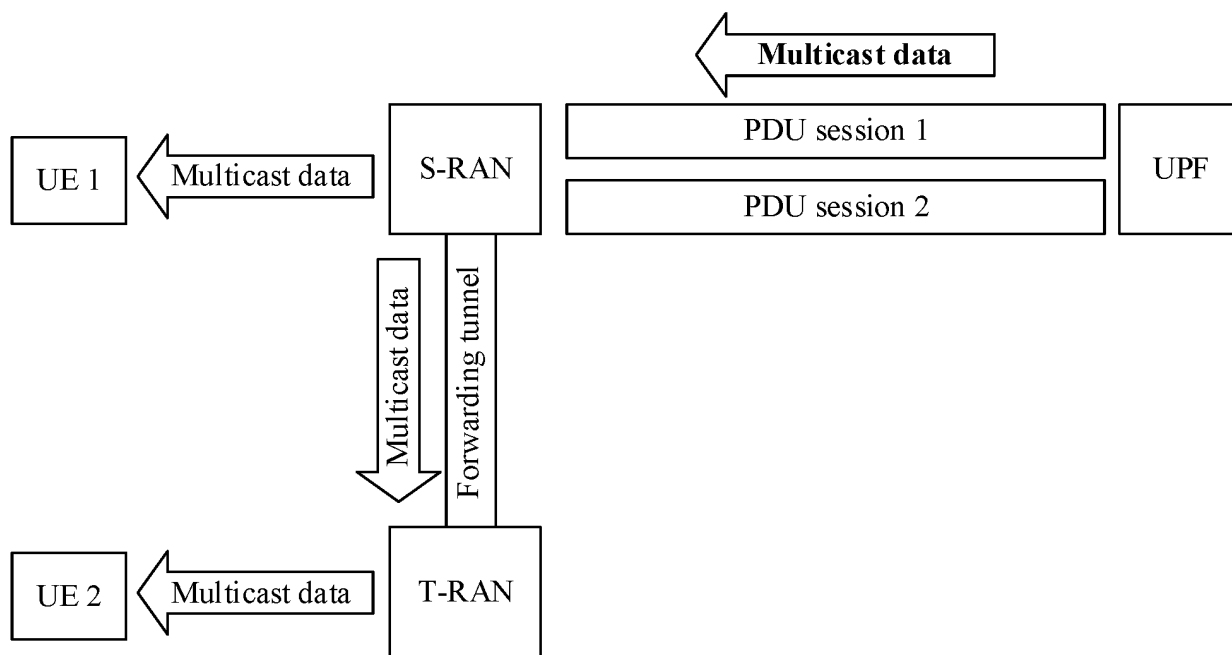 Multicast data
PDU session 1
UE 1
Multicast data
S-RAN
UPF
PDU session 2
Multicast data
Forwarding tunnel
UE 2
Multicast data
T-RAN